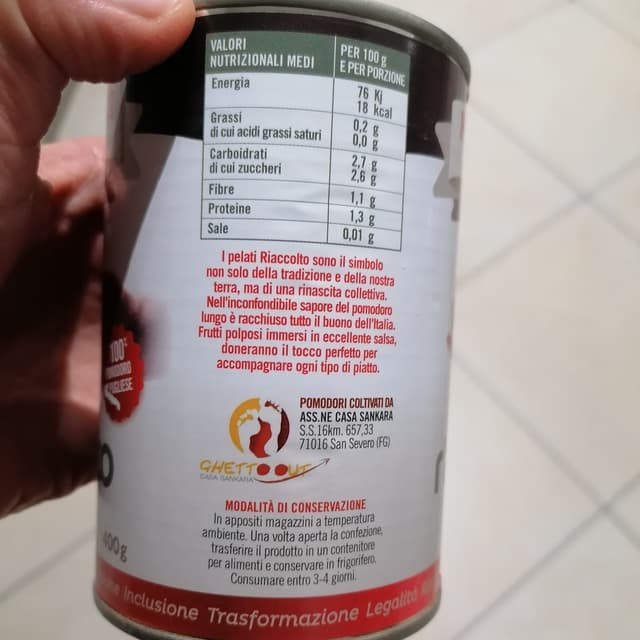 VALORI
NUTRIZIONALI MEDI
PER 100 g
E PER PORZIONE
Energia
76 Kj
18 kcal
Grassi
0,2 g
di cui acidi grassi saturi
0,0 g
Carboidrati
2,7 g
di cui zuccheri
2,6 g
Fibre
1,1 g
Proteine
1,3 g
Sale
0,01 g
I pelati Riaccolto sono il simbolo
non solo della tradizione e della nostra
terra, ma di una rinascita collettiva.
Nell'inconfondibile sapore del pomodoro
lungo è racchiuso tutto il buono dell'Italia.
Frutti polposi immersi in eccellente salsa,
doneranno il tocco perfetto per
accompagnare ogni tipo di piatto.
100%
POMODORI COLTIVATI DA
ASS.NE CASA SANKARA
S.S.16km. 657,33
71016 San Severo (FG)
GHETTO OUT
CASA SANKARA
MODALITÀ DI CONSERVAZIONE
In appositi magazzini a temperatura
ambiente. Una volta aperta la confezione,
trasferire il prodotto in un contenitore
per alimenti e conservare in frigorifero.
Consumare entro 3-4 giorni.
400g
Inclusione Trasformazione Legalità